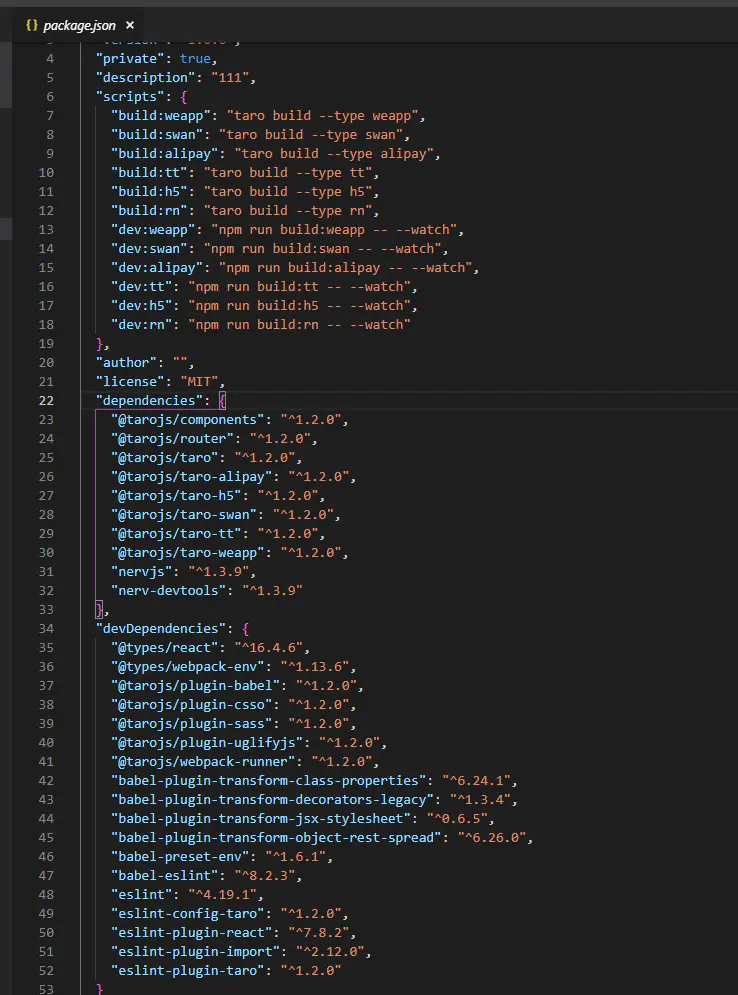 {} package.json ×
4 "private": true,
5 "description": "111",
6 "scripts": {
7 "build:weapp": "taro build --type weapp",
8 "build:swan": "taro build --type swan",
9 "build:alipay": "taro build --type alipay",
10 "build:tt": "taro build --type tt",
11 "build:h5": "taro build --type h5",
12 "build:rn": "taro build --type rn",
13 "dev:weapp": "npm run build:weapp -- --watch",
14 "dev:swan": "npm run build:swan -- --watch",
15 "dev:alipay": "npm run build:alipay -- --watch",
16 "dev:tt": "npm run build:tt -- --watch",
17 "dev:h5": "npm run build:h5 -- --watch",
18 "dev:rn": "npm run build:rn -- --watch"
19 },
20 "author": "",
21 "license": "MIT",
22 "dependencies": {
23 "@tarojs/components": "^1.2.0",
24 "@tarojs/router": "^1.2.0",
25 "@tarojs/taro": "^1.2.0",
26 "@tarojs/taro-alipay": "^1.2.0",
27 "@tarojs/taro-h5": "^1.2.0",
28 "@tarojs/taro-swan": "^1.2.0",
29 "@tarojs/taro-tt": "^1.2.0",
30 "@tarojs/taro-weapp": "^1.2.0",
31 "nervjs": "^1.3.9",
32 "nerv-devtools": "^1.3.9"
33 },
34 "devDependencies": {
35 "@types/react": "^16.4.6",
36 "@types/webpack-env": "^1.13.6",
37 "@tarojs/plugin-babel": "^1.2.0",
38 "@tarojs/plugin-csso": "^1.2.0",
39 "@tarojs/plugin-sass": "^1.2.0",
40 "@tarojs/plugin-uglifyjs": "^1.2.0",
41 "@tarojs/webpack-runner": "^1.2.0",
42 "babel-plugin-transform-class-properties": "^6.24.1",
43 "babel-plugin-transform-decorators-legacy": "^1.3.4",
44 "babel-plugin-transform-jsx-stylesheet": "^0.6.5",
45 "babel-plugin-transform-object-rest-spread": "^6.26.0",
46 "babel-preset-env": "^1.6.1",
47 "babel-eslint": "^8.2.3",
48 "eslint": "^4.19.1",
49 "eslint-config-taro": "^1.2.0",
50 "eslint-plugin-react": "^7.8.2",
51 "eslint-plugin-import": "^2.12.0",
52 "eslint-plugin-taro": "^1.2.0"
53 }